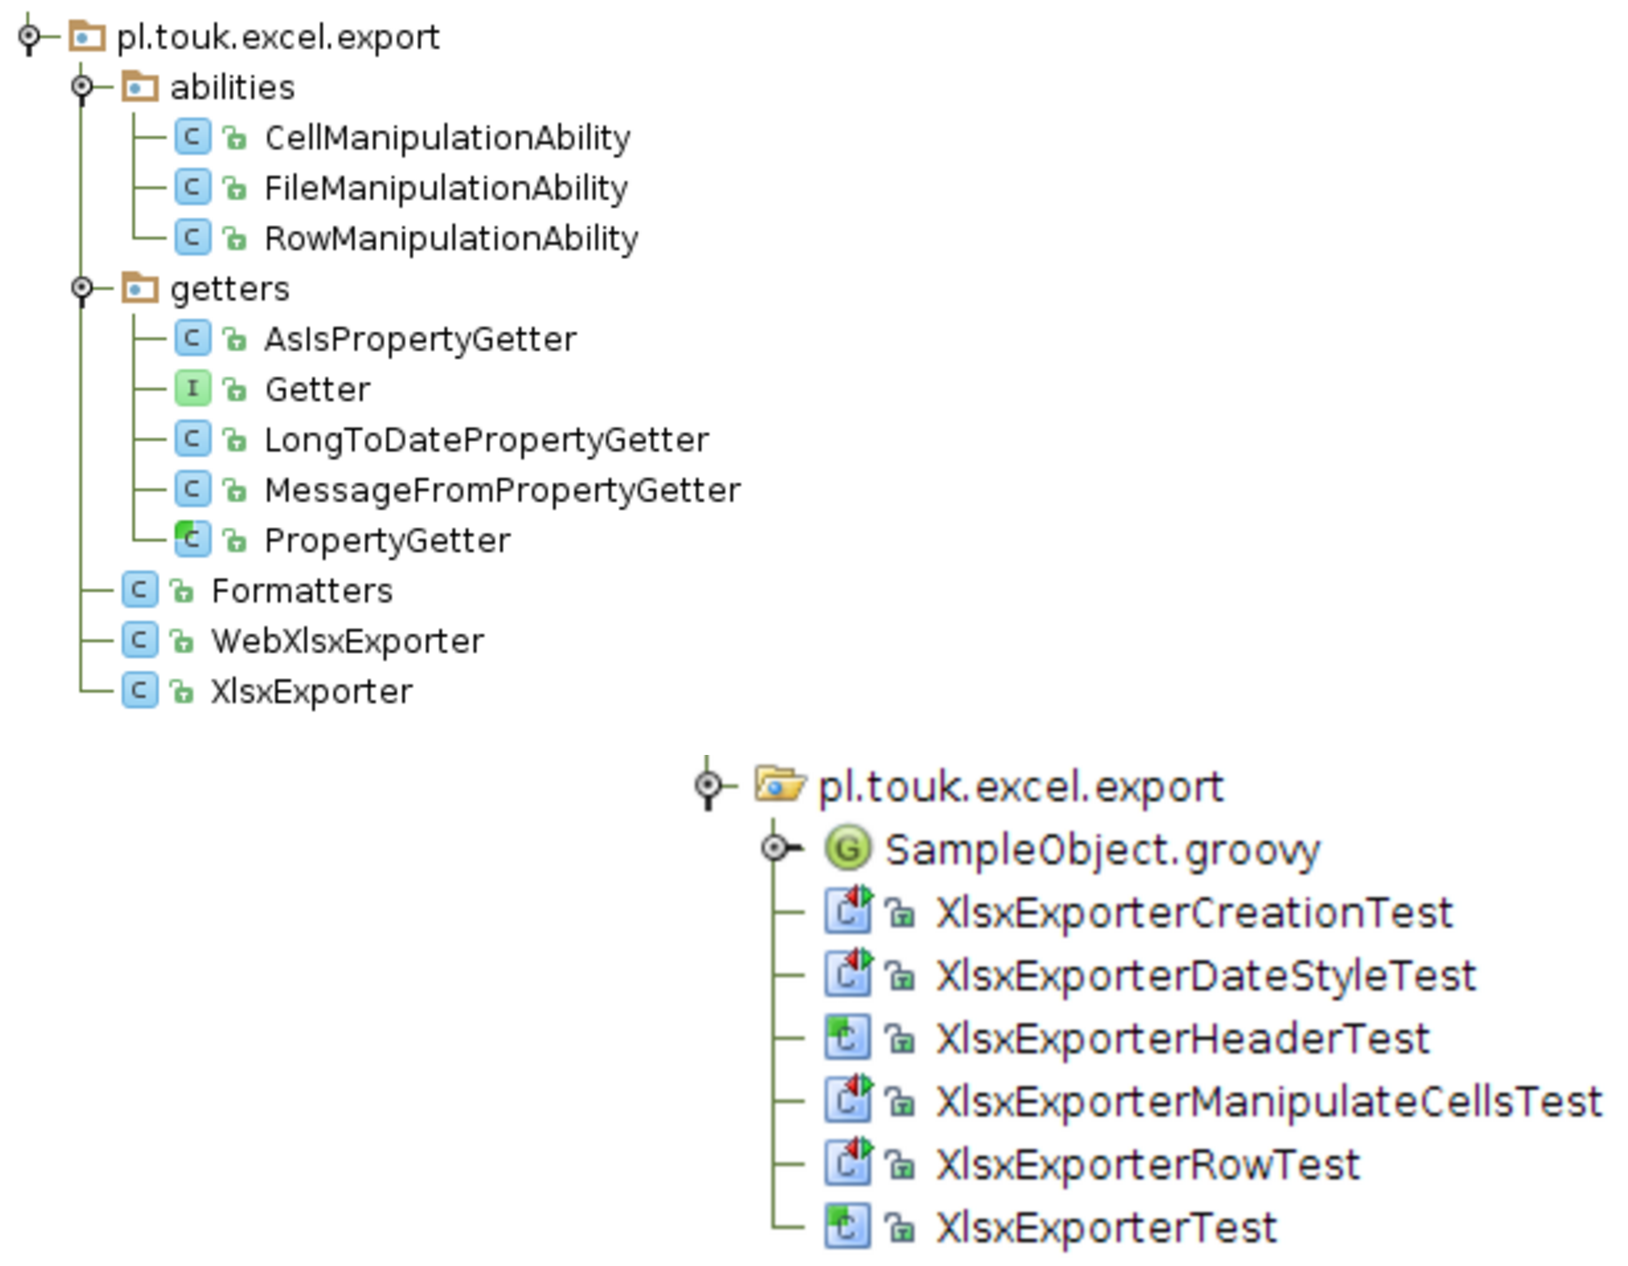 pl.touk.excel.export
abilities
C CellManipulationAbility
C FileManipulationAbility
C RowManipulationAbility
getters
C AsIsPropertyGetter
I Getter
C LongToDatePropertyGetter
C MessageFromPropertyGetter
C PropertyGetter
C Formatters
C WebXlsxExporter
C XlsxExporter
pl.touk.excel.export
G SampleObject.groovy
C XlsxExporterCreationTest
C XlsxExporterDateStyleTest
C XlsxExporterHeaderTest
C XlsxExporterManipulateCellsTest
C XlsxExporterRowTest
C XlsxExporterTest